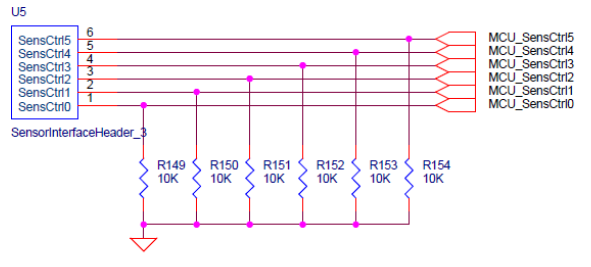 U5
SensCtrl5 6 MCU_SensCtrl5
SensCtrl4 5 MCU_SensCtrl4
SensCtrl3 4 MCU_SensCtrl3
SensCtrl2 3 MCU_SensCtrl2
SensCtrl1 2 MCU_SensCtrl1
SensCtrl0 1 MCU_SensCtrl0
SensorInterfaceHeader_3
R149 R150 R151 R152 R153 R154
10K 10K 10K 10K 10K 10K